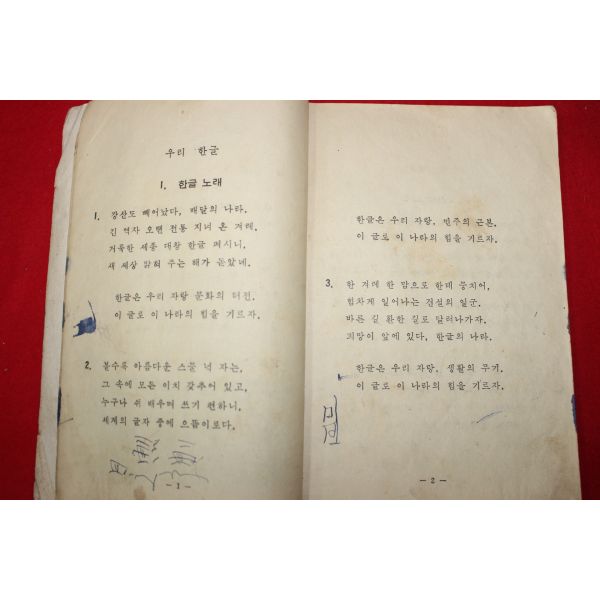 우리 한글
1. 한글 노래
1. 강산도 빼어났다, 배달의 나라.
긴 역사 오랜 전통 지녀 온 겨레.
거룩한 세종 대왕 한글 펴시니,
새 세상 밝혀 주는 해가 돋았네.
한글은 우리 자랑 문화의 터전.
이 글로 이 나라의 힘을 기르자.
2. 볼수록 아름다운 스물 넉 자는,
그 속에 모든 이치 갖추어 있고,
누구나 쉬 배우며 쓰기 편하니,
세계의 글자 중에 으뜸이로다.
- 1 -
한글은 우리 자랑, 민주의 근본.
이 글로 이 나라의 힘을 기르자.
3. 한 겨레 한 맘으로 한데 뭉치어,
힘차게 일어나는 건설의 일군.
바른 길 환한 길로 달려나가자.
희망이 앞에 있다, 한글의 나라.
한글은 우리 자랑, 생활의 무기.
이 글로 이 나라의 힘을 기르자.
- 2 -